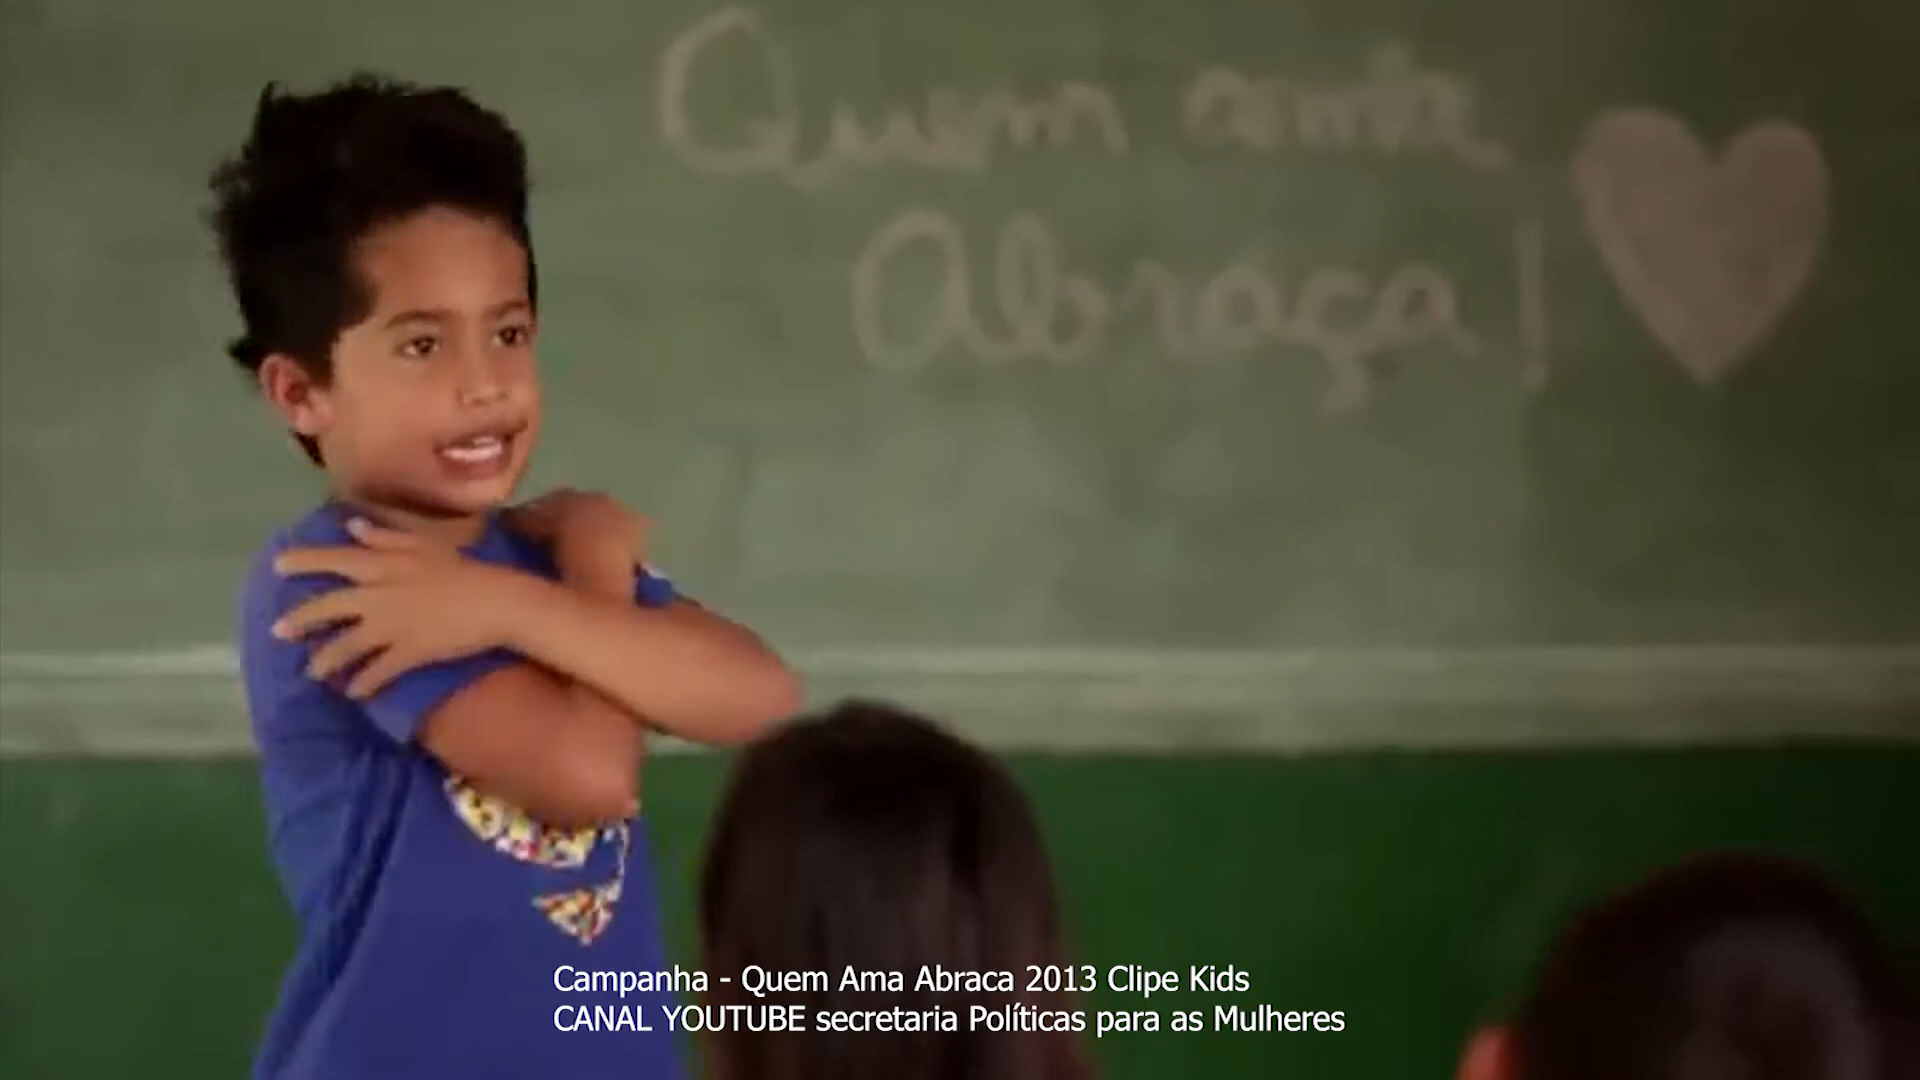 Quem ama
Abraça!
Campanha - Quem Ama Abraca 2013 Clipe Kids
CANAL YOUTUBE secretaria Políticas para as Mulheres